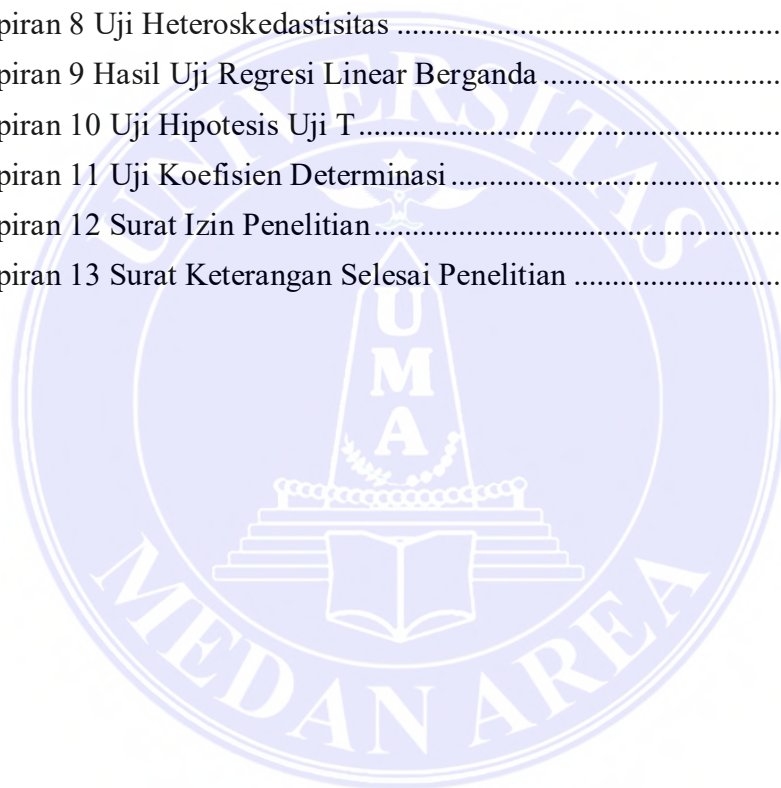 piran 8 Uji Heteroskedastisitas ................................................
piran 9 Hasil Uji Regresi Linear Berganda ..............................
piran 10 Uji Hipotesis Uji T.....................................................
piran 11 Uji Koefisien Determinasi ..........................................
piran 12 Surat Izin Penelitian....................................................
piran 13 Surat Keterangan Selesai Penelitian ..........................
UNIVERSITAS
U
M
A
MEDAN AREA